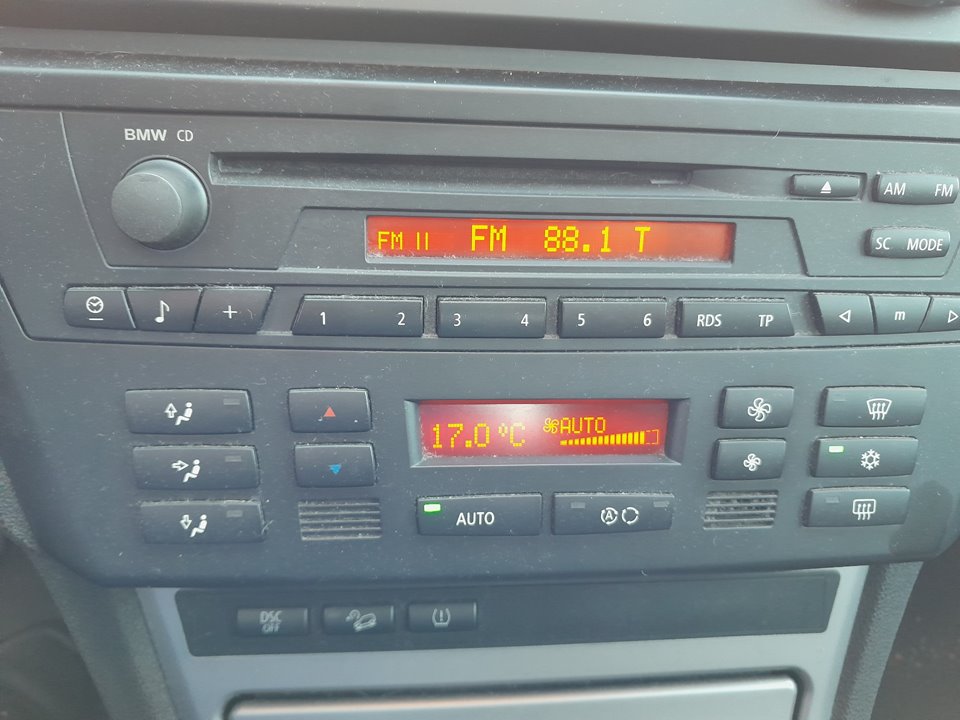 BMW CD
AM FM
FM II FM 88.1 T
SC MODE
1 2 3 4 5 6 RDS TP m
17.0 °C AUTO
AUTO A
DSC
OFF